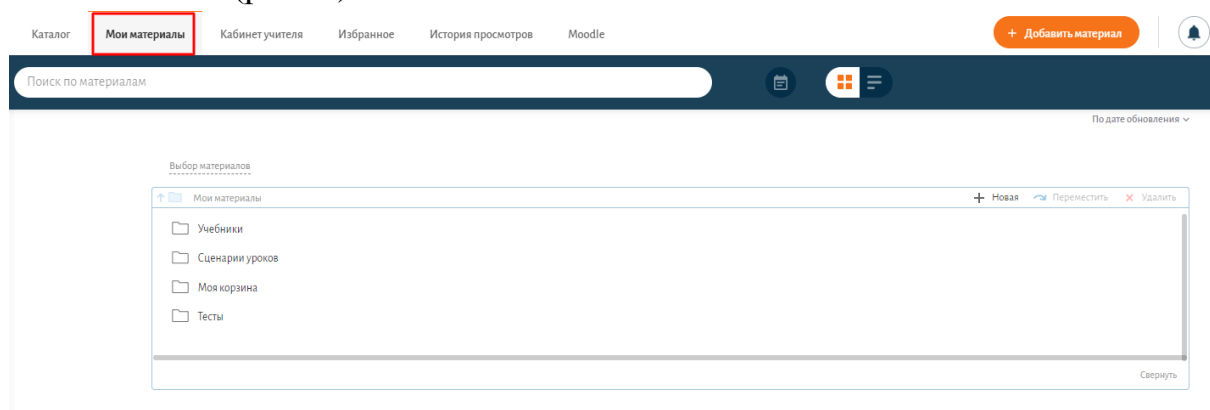 Каталог Мои материалы Кабинет учителя Избранное История просмотров Moodle + Добавить материал
Поиск по материалам
По дате обновления
Выбор материалов
Мои материалы + Новая Переместить Удалить
Учебники
Сценарии уроков
Моя корзина
Тесты
Свернуть